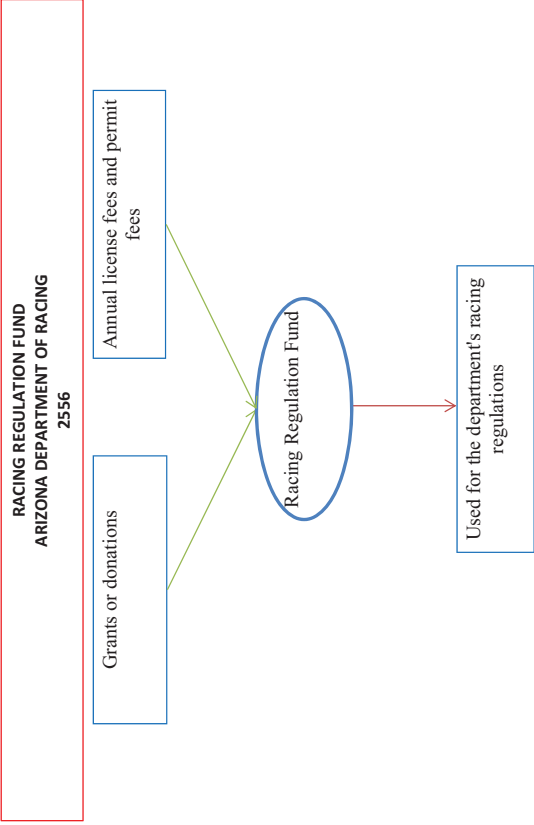 RACING REGULATION FUND
ARIZONA DEPARTMENT OF RACING
2556
Grants or donations
Annual license fees and permit
fees
Racing Regulation Fund
Used for the department's racing
regulations